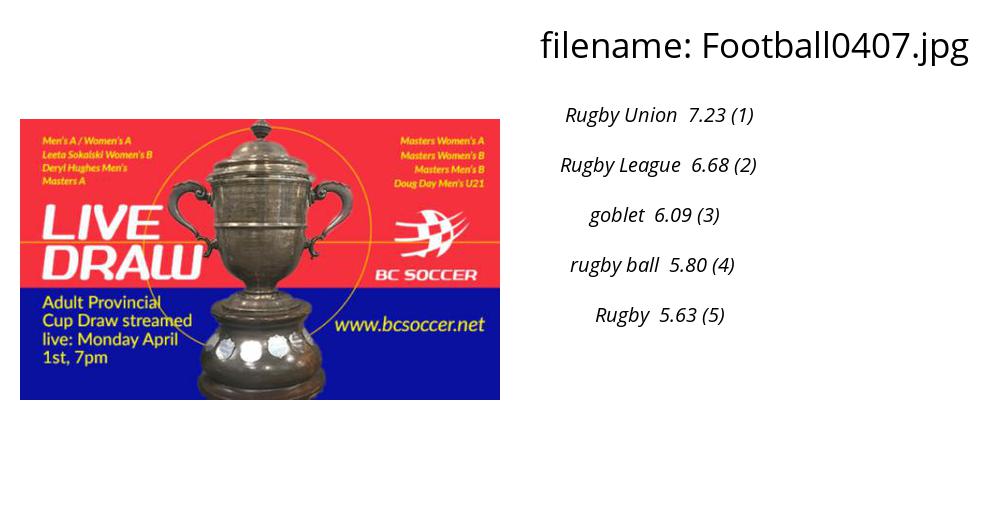 filename: Football0407.jpg
Rugby Union 7.23 (1)
Rugby League 6.68 (2)
goblet 6.09 (3)
rugby ball 5.80 (4)
Rugby 5.63 (5)
Men's A / Women's A
Leeta Sokalski Women's B
Deryl Hughes Men's
Masters A
Masters Women's A
Masters Women's B
Masters Men's B
Doug Day Men's U21
LIVE
DRAW
BC SOCCER
Adult Provincial
Cup Draw streamed
live: Monday April
1st, 7pm
www.bcsoccer.net